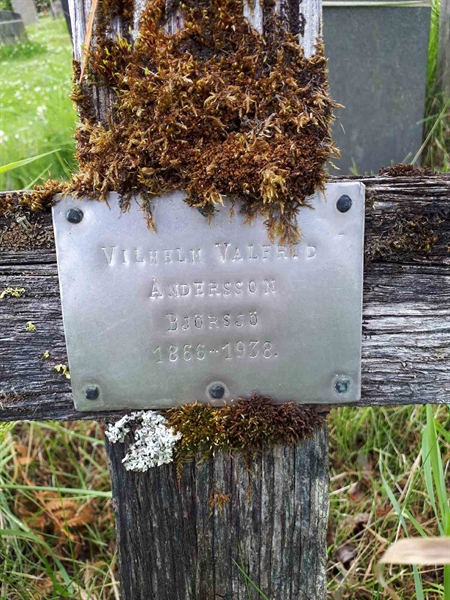 VILHELM VALFRID
ANDERSSON
BJÖRSJÖ
1866-1938.